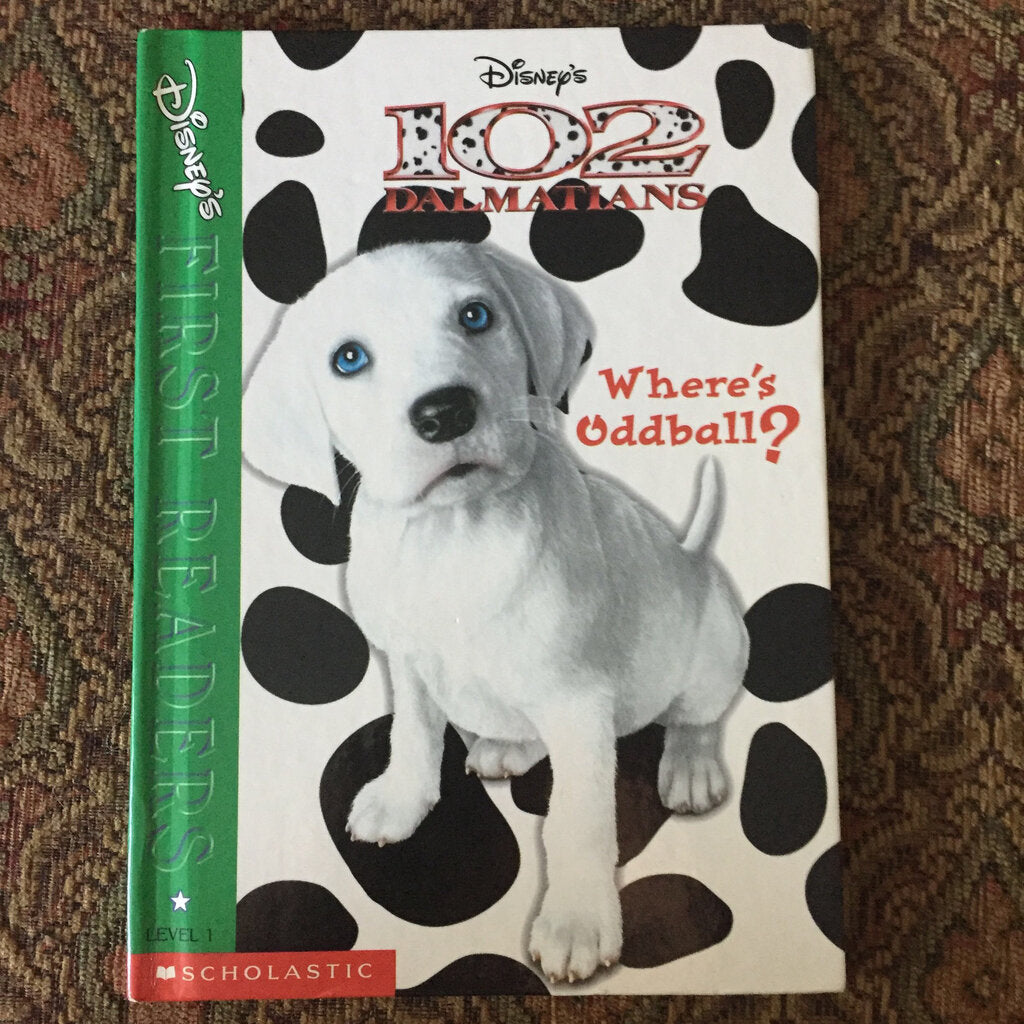 Disney's
FIRST READERS
LEVEL 1
SCHOLASTIC
Disney's
102
DALMATIANS
Where's
Oddball?